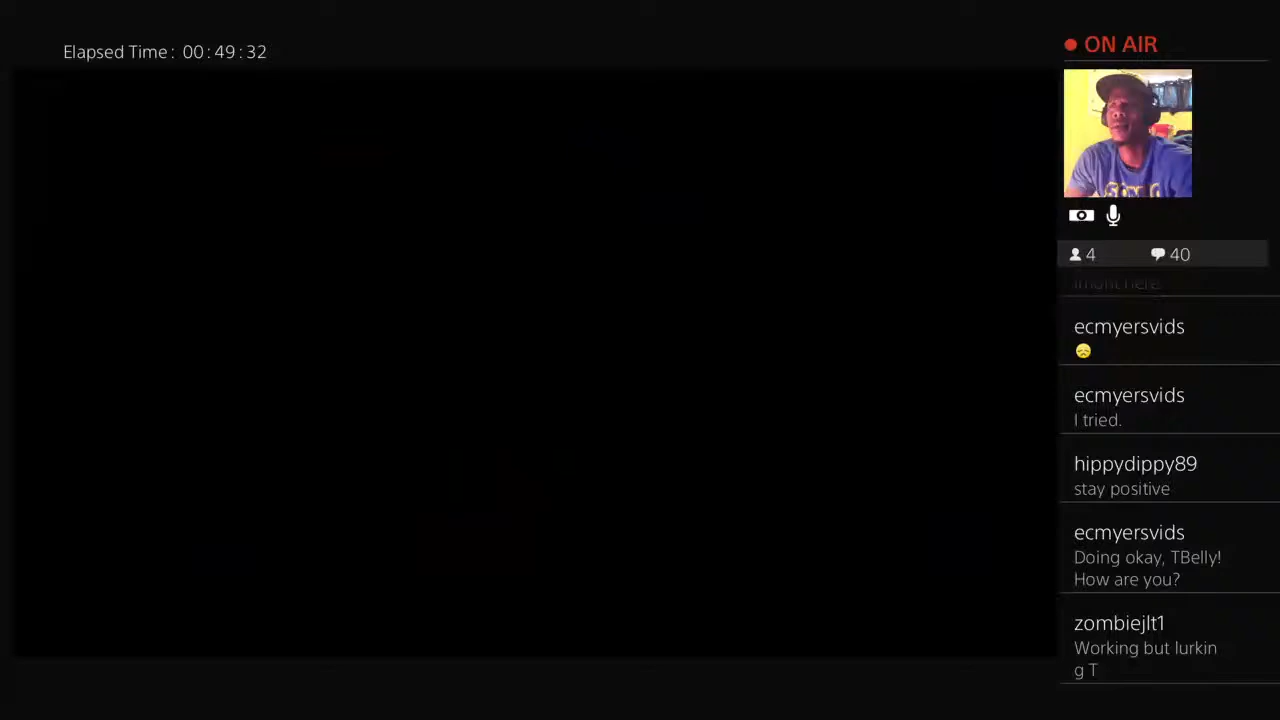 Elapsed Time: 00:49:32
ON AIR
4 40
ecmyersvids
😞
ecmyersvids
I tried.
hippydippy89
stay positive
ecmyersvids
Doing okay, TBelly!
How are you?
zombiejlt1
Working but lurkin
g T